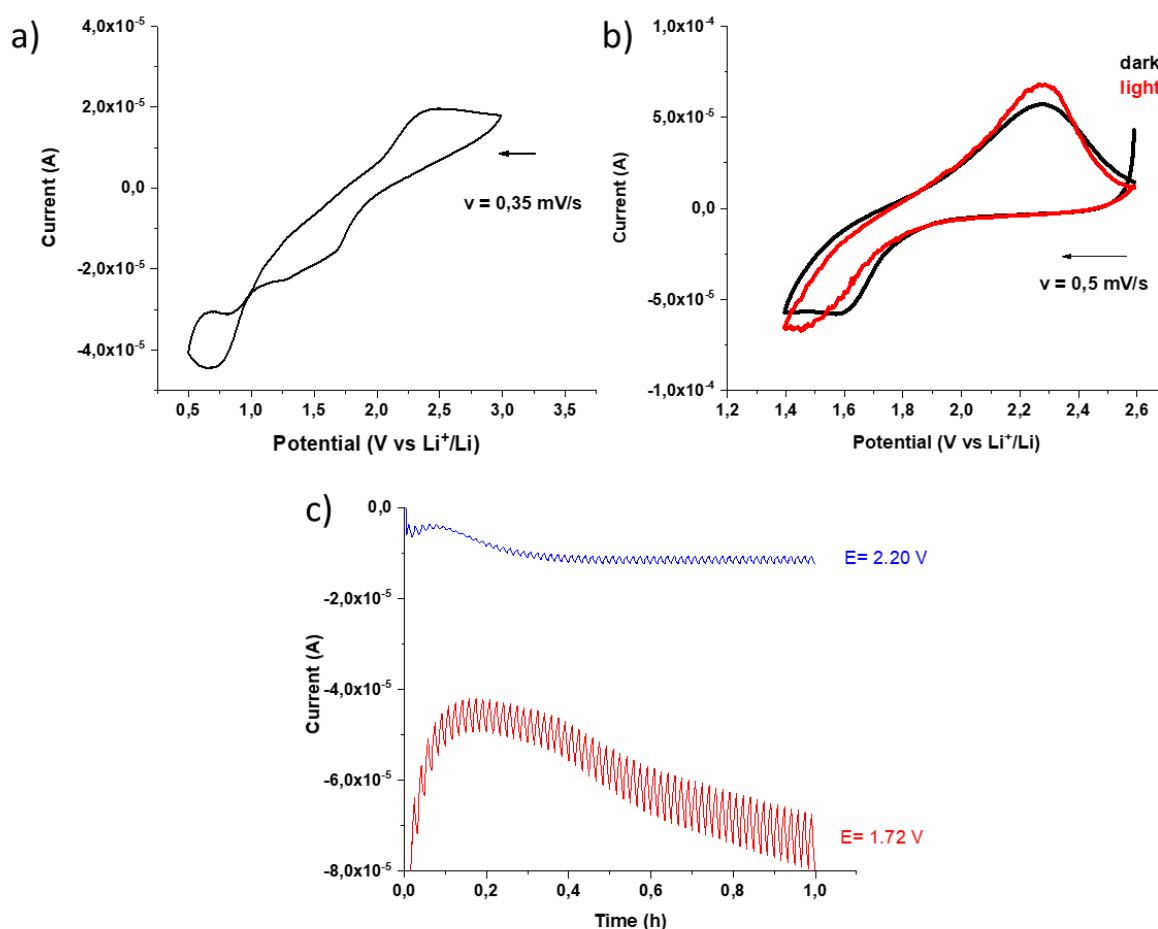 a)
4,0x10⁻⁵
2,0x10⁻⁵
0,0
-2,0x10⁻⁵
-4,0x10⁻⁵
Current (A)
v = 0,35 mV/s
0,5 1,0 1,5 2,0 2,5 3,0 3,5
Potential (V vs Li⁺/Li)
b)
1,0x10⁻⁴
5,0x10⁻⁵
0,0
-5,0x10⁻⁵
-1,0x10⁻⁴
Current (A)
dark
light
v = 0,5 mV/s
1,2 1,4 1,6 1,8 2,0 2,2 2,4 2,6
Potential (V vs Li⁺/Li)
c)
0,0
-2,0x10⁻⁵
-4,0x10⁻⁵
-6,0x10⁻⁵
-8,0x10⁻⁵
Current (A)
E= 2.20 V
E= 1.72 V
0,0 0,2 0,4 0,6 0,8 1,0
Time (h)